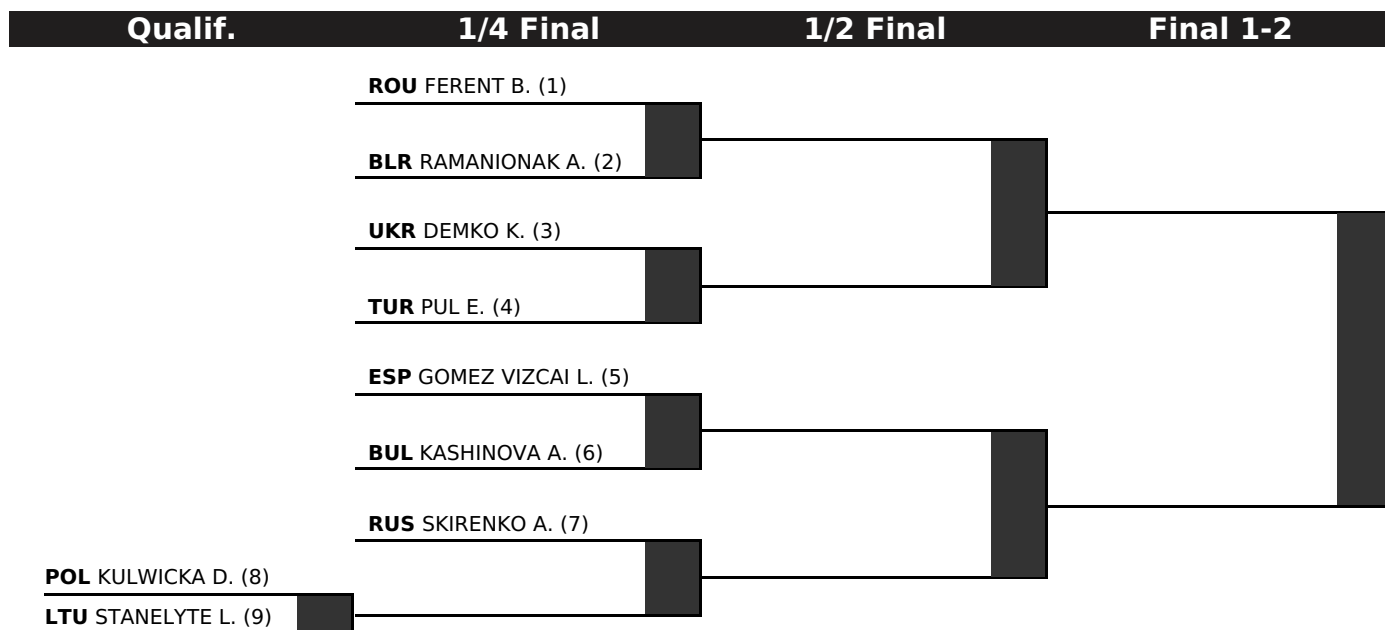 Qualif. 1/4 Final 1/2 Final Final 1-2
ROU FERENT B. (1)
BLR RAMANIONAK A. (2)
UKR DEMKO K. (3)
TUR PUL E. (4)
ESP GOMEZ VIZCAI L. (5)
BUL KASHINOVA A. (6)
RUS SKIRENKO A. (7)
POL KULWICKA D. (8)
LTU STANELYTE L. (9)